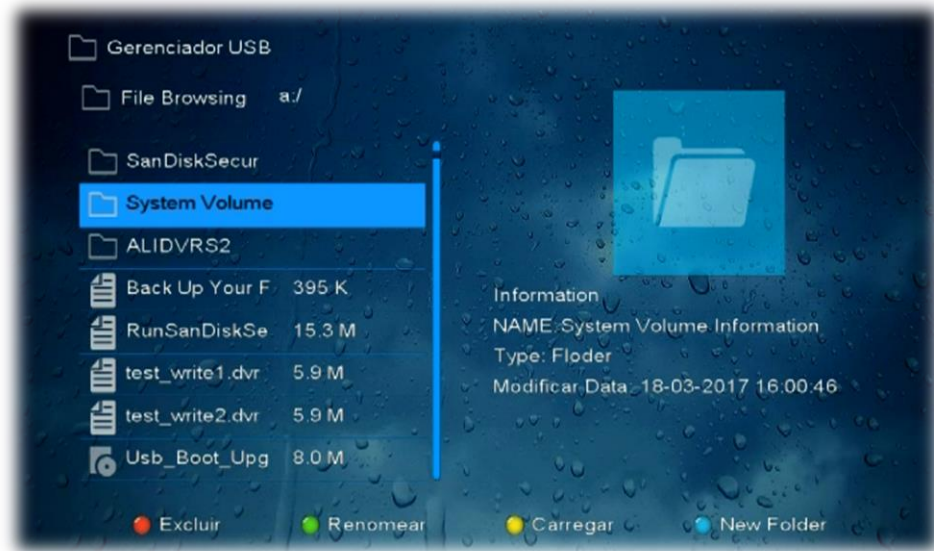 Gerenciador USB
File Browsing a:/
SanDiskSecur
System Volume
ALIDVRS2
Back Up Your F 395 K
RunSanDiskSe 15.3 M
test_write1.dvr 5.9 M
test_write2.dvr 5.9 M
Usb_Boot_Upg 8.0 M
Information
NAME:System Volume Information
Type: Floder
Modificar Data: 18-03-2017 16:00:46
Excluir Renomear Carregar New Folder